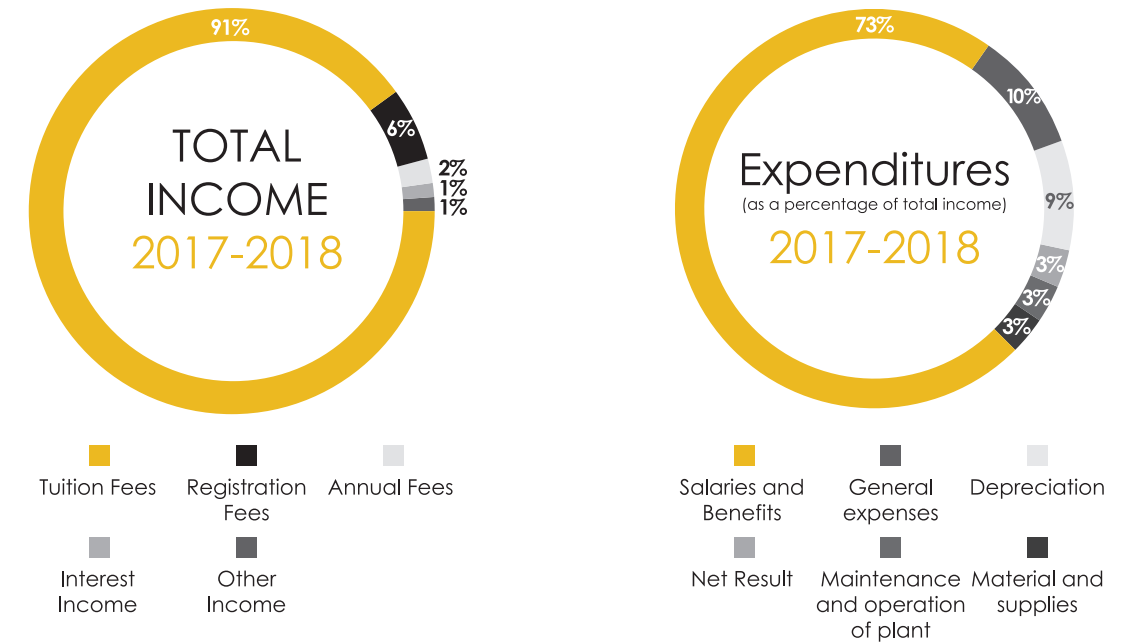 91%
6%
2%
1%
1%
TOTAL
INCOME
2017-2018
Tuition Fees
Registration
Fees
Annual Fees
Interest
Income
Other
Income
73%
10%
9%
3%
3%
3%
Expenditures
(as a percentage of total income)
2017-2018
Salaries and
Benefits
General
expenses
Depreciation
Net Result
Maintenance
and operation
of plant
Material and
supplies